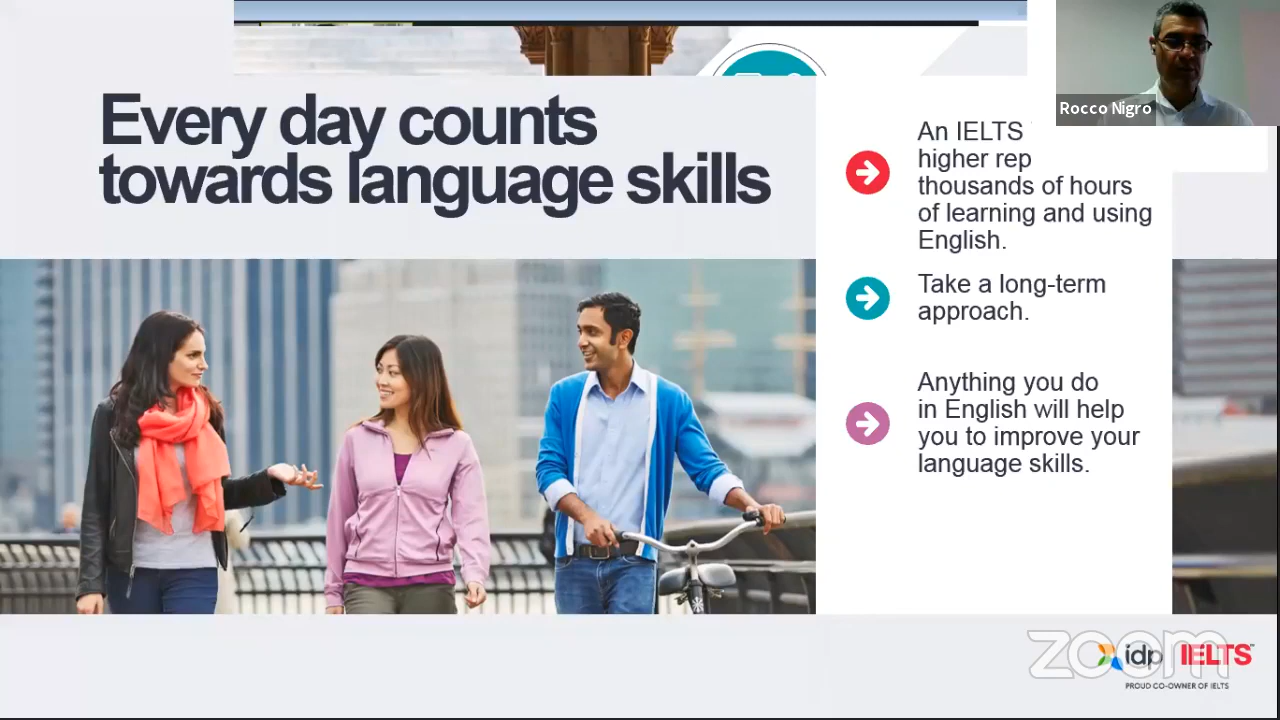 Every day counts
towards language skills
Rocco Nigro
An IELTS
higher rep
thousands of hours
of learning and using
English.
Take a long-term
approach.
Anything you do
in English will help
you to improve your
language skills.
zoom
idp IELTS
PROUD CO-OWNER OF IELTS